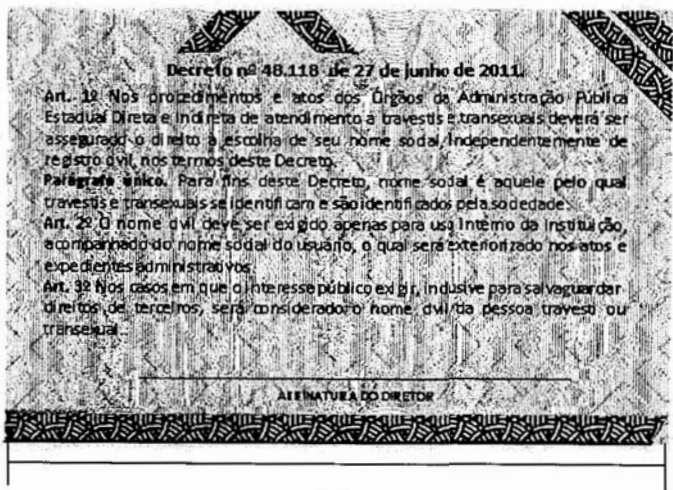 Decreto nº 48.118 de 27 de junho de 2011.
Art. 1º Nos procedimentos e atos dos Órgãos da Administração Pública
Estadual Direta e Indireta de atendimento a travestis e transexuais deverá ser
assegurado o direito à escolha de seu nome social, independentemente de
registro civil, nos termos deste Decreto.
Parágrafo único. Para fins deste Decreto, nome social é aquele pelo qual
travestis e transexuais se identificam e são identificados pela sociedade.
Art. 2º O nome civil deve ser exigido apenas para uso interno da instituição,
acompanhado do nome social do usuário, o qual será exteriorizado nos atos e
expedientes administrativos.
Art. 3º Nos casos em que o interesse público exigir, inclusive para salvaguardar
direitos de terceiros, será considerado o nome civil da pessoa travesti ou
transexual.
ASSINATURA DO DIRETOR